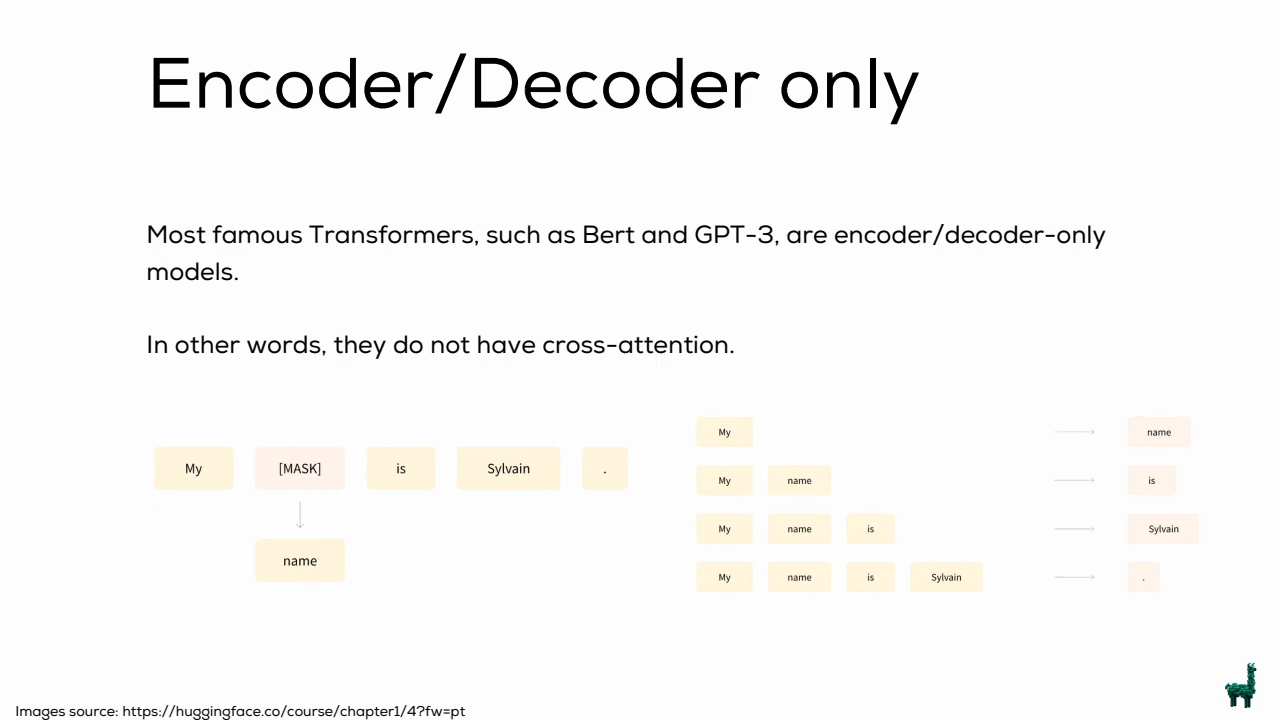 Encoder/Decoder only
Most famous Transformers, such as Bert and GPT-3, are encoder/decoder-only
models.
In other words, they do not have cross-attention.
My [MASK] is Sylvain .
name
My name
My name is
My name is Sylvain
My name is Sylvain .
Images source: https://huggingface.co/course/chapter1/4?fw=pt